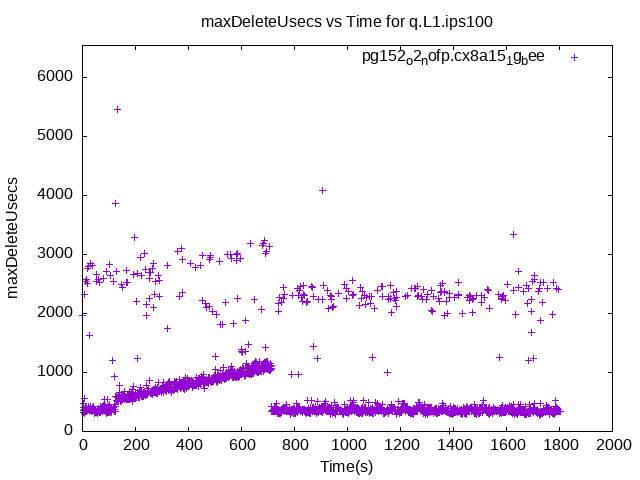 maxDeleteUsecs vs Time for q.L1.ips100
pg152o2nofp.cx8a151gbee
6000
5000
4000
3000
2000
1000
0
maxDeleteUsecs
0 200 400 600 800 1000 1200 1400 1600 1800 2000
Time(s)